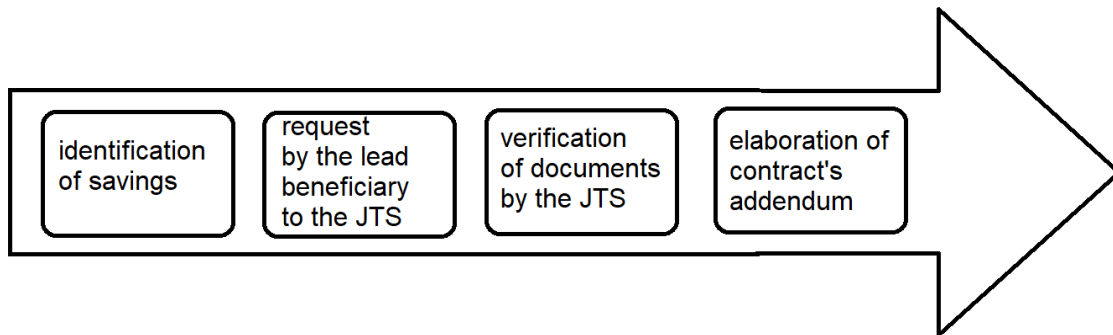 identification
of savings
request
by the lead
beneficiary
to the JTS
verification
of documents
by the JTS
elaboration of
contract's
addendum